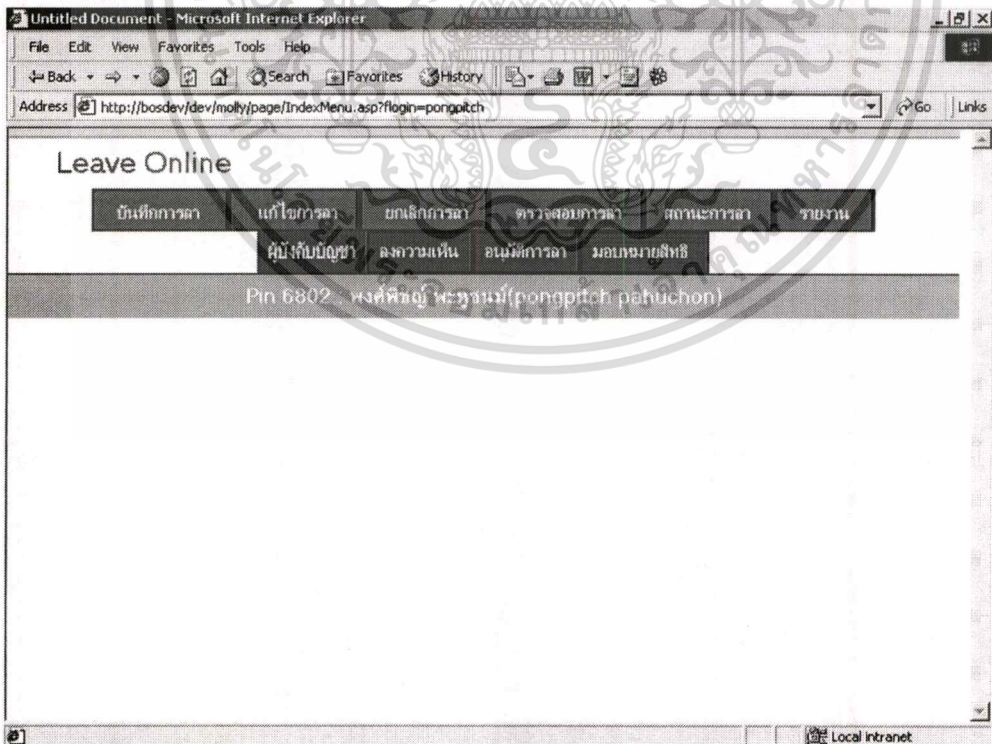 Untitled Document - Microsoft Internet Explorer
File Edit View Favorites Tools Help
Back Search Favorites History
Address http://bosdev/dev/molly/page/IndexMenu.asp?flogin=pongpitch Go Links
Leave Online
บันทึกการลา แก้ไขการลา ยกเลิกการลา ตรวจสอบการลา สถานะการลา รายงาน
ผู้บังคับบัญชา ลงความเห็น อนุมัติการลา มอบหมายสิทธิ
Pin 6802 : พงศ์พิชญ์ พะหูชนม์(pongpitch pahuchon)
Local intranet